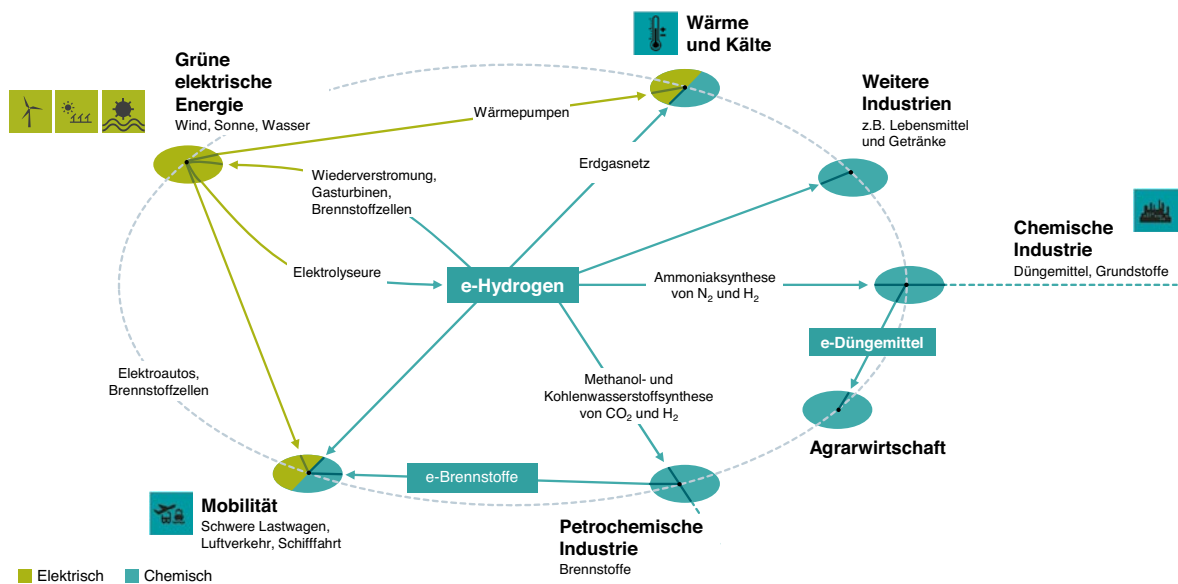 Wärme
und Kälte
Grüne
elektrische
Energie
Wind, Sonne, Wasser
Weitere
Industrien
z.B. Lebensmittel
und Getränke
Wärmepumpen
Erdgasnetz
Wiederverstromung,
Gasturbinen,
Brennstoffzellen
Chemische
Industrie
Düngemittel, Grundstoffe
Elektrolyseure
e-Hydrogen
Ammoniaksynthese
von N₂ und H₂
e-Düngemittel
Elektroautos,
Brennstoffzellen
Methanol- und
Kohlenwasserstoffsynthese
von CO₂ und H₂
Agrarwirtschaft
e-Brennstoffe
Mobilität
Schwere Lastwagen,
Luftverkehr, Schifffahrt
Petrochemische
Industrie
Brennstoffe
Elektrisch
Chemisch